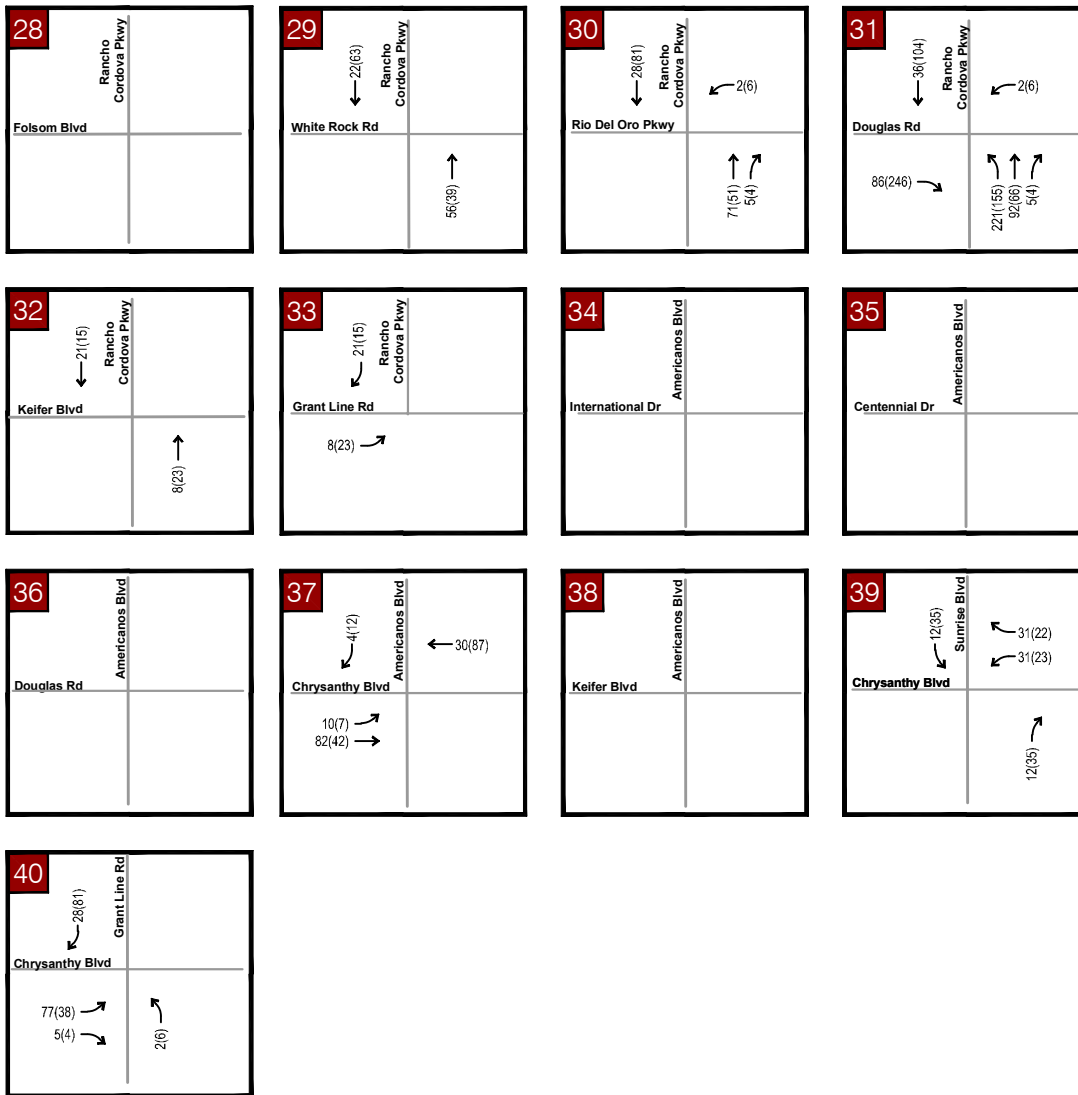 28
Rancho
Cordova Pkwy
Folsom Blvd
29
22(63)
Rancho
Cordova Pkwy
White Rock Rd
56(39)
30
28(81)
Rancho
Cordova Pkwy
2(6)
Rio Del Oro Pkwy
71(51)
5(4)
31
36(104)
Rancho
Cordova Pkwy
2(6)
Douglas Rd
86(246)
221(155)
92(66)
5(4)
32
21(15)
Rancho
Cordova Pkwy
Keifer Blvd
8(23)
33
21(15)
Rancho
Cordova Pkwy
Grant Line Rd
8(23)
34
Americanos Blvd
International Dr
35
Americanos Blvd
Centennial Dr
36
Americanos Blvd
Douglas Rd
37
4(12)
Americanos Blvd
30(87)
Chrysanthy Blvd
10(7)
82(42)
38
Americanos Blvd
Keifer Blvd
39
12(35)
Sunrise Blvd
31(22)
31(23)
Chrysanthy Blvd
12(35)
40
28(81)
Grant Line Rd
Chrysanthy Blvd
77(38)
5(4)
2(6)